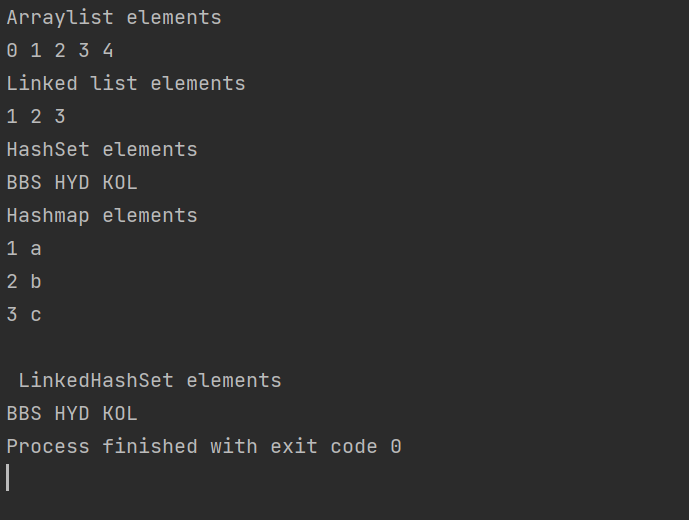 Arraylist elements
0 1 2 3 4
Linked list elements
1 2 3
HashSet elements
BBS HYD KOL
Hashmap elements
1 a
2 b
3 c
LinkedHashSet elements
BBS HYD KOL
Process finished with exit code 0